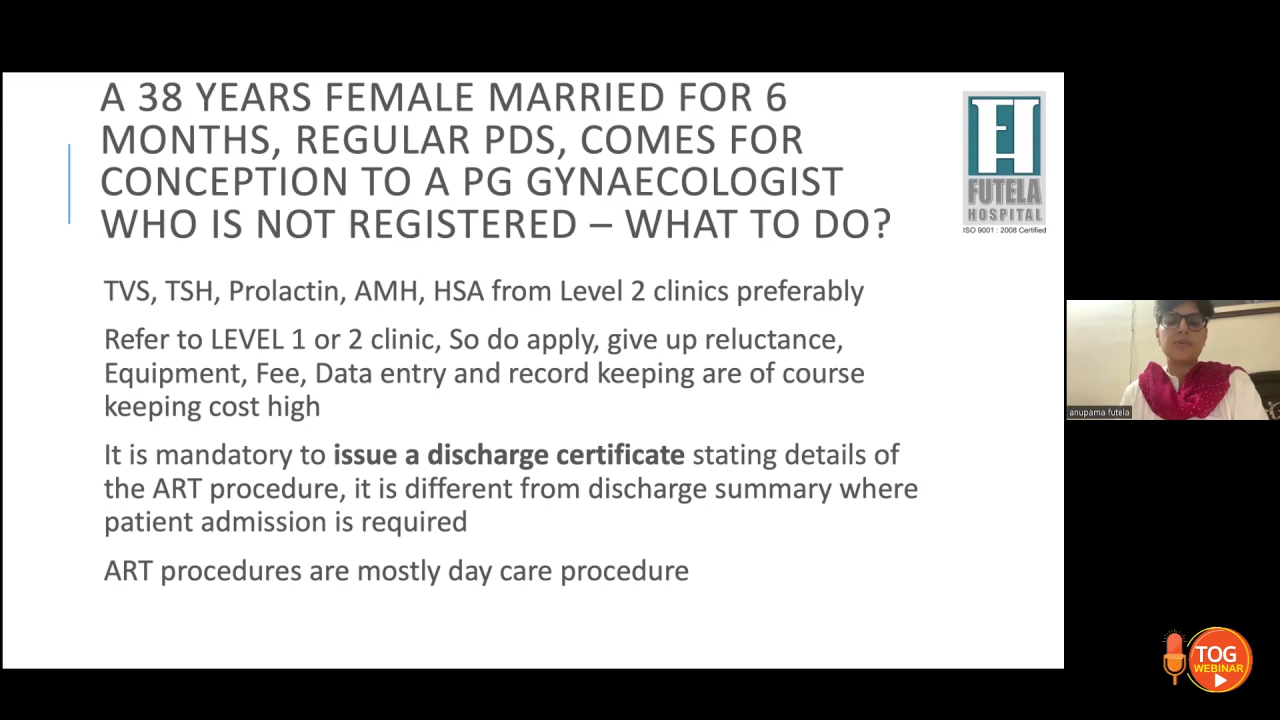 A 38 YEARS FEMALE MARRIED FOR 6
MONTHS, REGULAR PDS, COMES FOR
CONCEPTION TO A PG GYNAECOLOGIST
WHO IS NOT REGISTERED – WHAT TO DO?
FUTELA
HOSPITAL
ISO 9001 : 2008 Certified
TVS, TSH, Prolactin, AMH, HSA from Level 2 clinics preferably
Refer to LEVEL 1 or 2 clinic, So do apply, give up reluctance,
Equipment, Fee, Data entry and record keeping are of course
keeping cost high
It is mandatory to issue a discharge certificate stating details of
the ART procedure, it is different from discharge summary where
patient admission is required
ART procedures are mostly day care procedure
anupama futela
TOG
WEBINAR